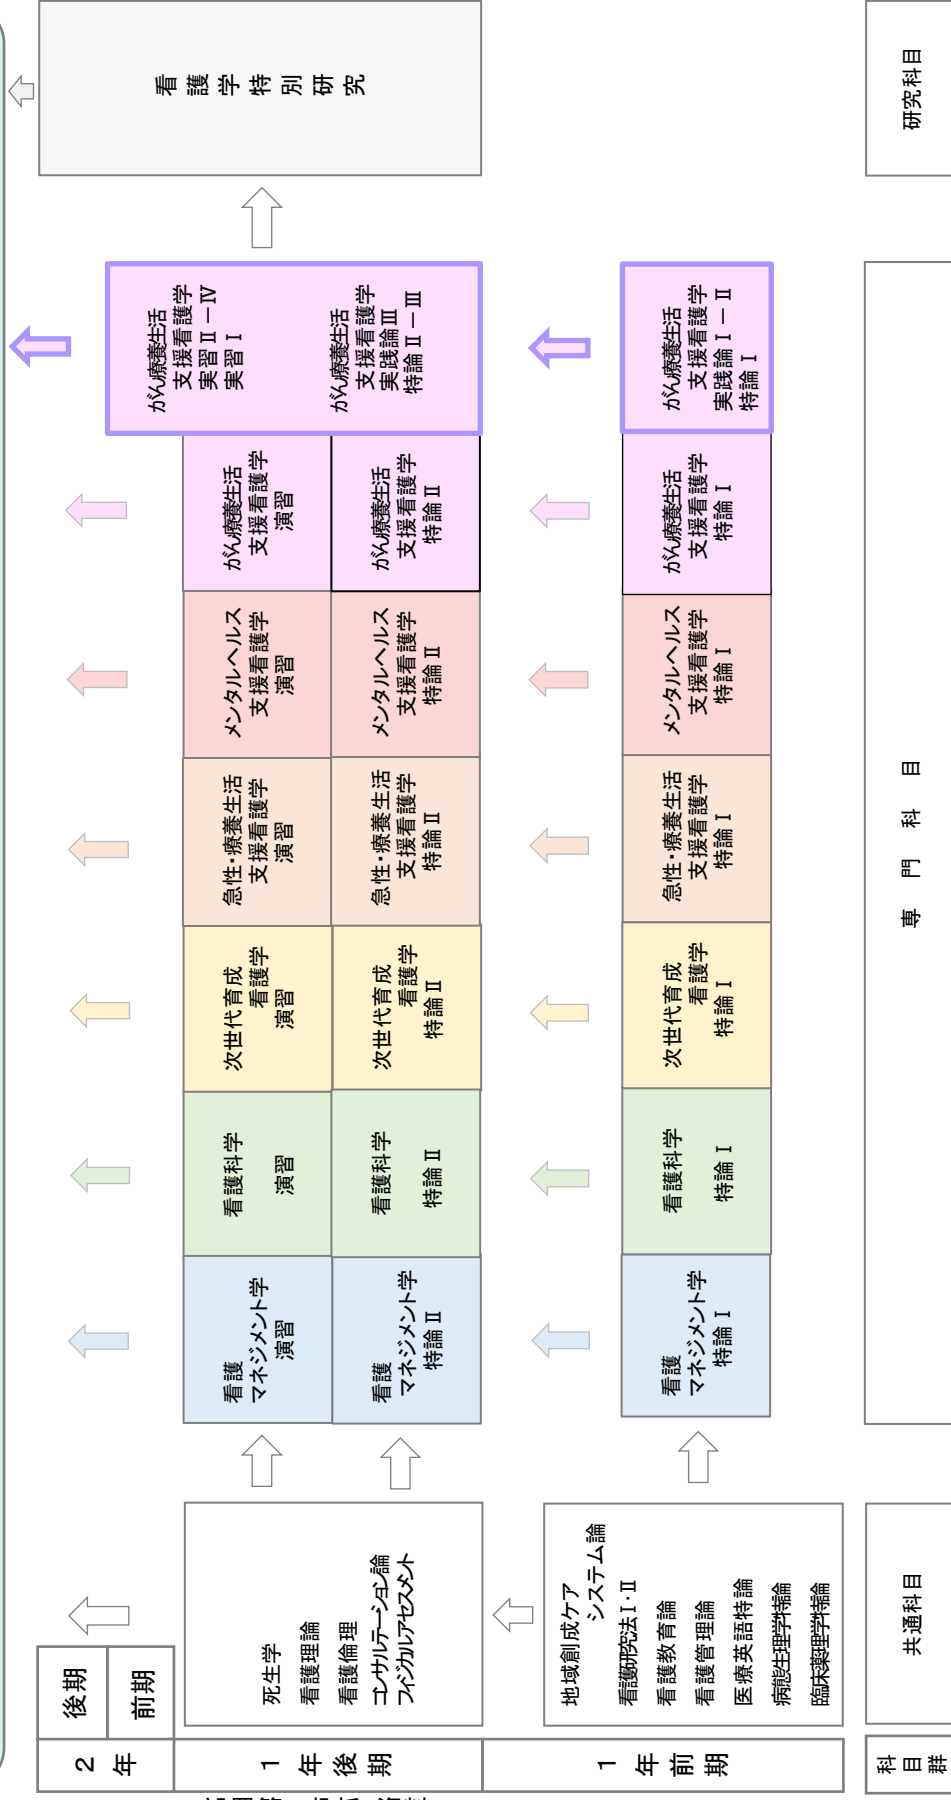 2年
後期
前期
看護学特別研究
がん療養生活
支援看護学
実習Ⅱ－Ⅳ
実習Ⅰ
がん療養生活
支援看護学
実践論Ⅲ
特論Ⅱ－Ⅲ
1年後期
死生学
看護理論
看護倫理
コンサルテーション論
フィジカルアセスメント
看護
マネジメント学
演習
看護科学
演習
次世代育成
看護学
演習
急性・療養生活
支援看護学
演習
メンタルヘルス
支援看護学
演習
がん療養生活
支援看護学
演習
看護
マネジメント学
特論Ⅱ
看護科学
特論Ⅱ
次世代育成
看護学
特論Ⅱ
急性・療養生活
支援看護学
特論Ⅱ
メンタルヘルス
支援看護学
特論Ⅱ
がん療養生活
支援看護学
特論Ⅱ
1年前期
地域創成ケア
システム論
看護研究法Ⅰ・Ⅱ
看護教育論
看護管理論
医療英語特論
病態生理学特論
臨床薬理学特論
看護
マネジメント学
特論Ⅰ
看護科学
特論Ⅰ
次世代育成
看護学
特論Ⅰ
急性・療養生活
支援看護学
特論Ⅰ
メンタルヘルス
支援看護学
特論Ⅰ
がん療養生活
支援看護学
特論Ⅰ
がん療養生活
支援看護学
実践論Ⅰ－Ⅱ
特論Ⅰ
科目群
共通科目
専門科目
研究科目